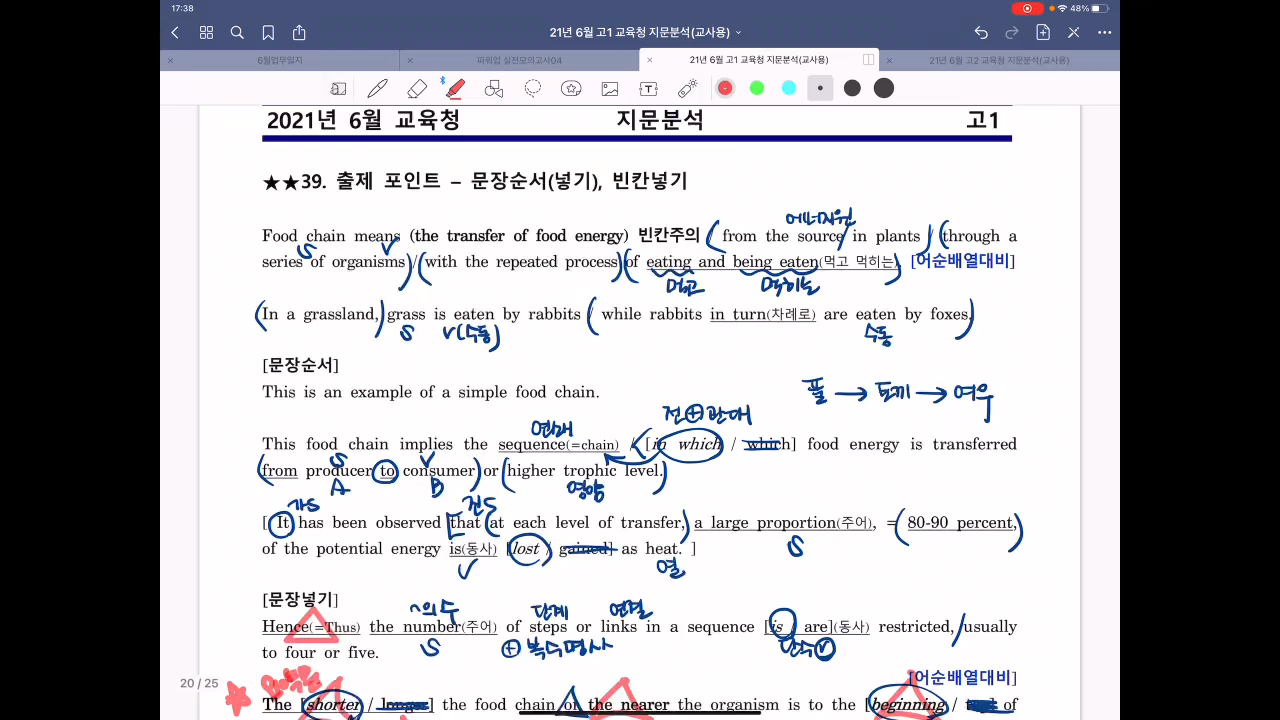 17:38
48%
21년 6월 고1 교육청 지문분석(교사용)
6월업무일지
파워업 실전모의고사04
21년 6월 고1 교육청 지문분석(교사용)
21년 6월 고2 교육청 지문분석(교사용)
2021년 6월 교육청 지문분석 고1
★★39. 출제 포인트 – 문장순서(넣기), 빈칸넣기
에너지원
Food chain means (the transfer of food energy) 빈칸주의 from the source in plants / through a
S V
series of organisms / with the repeated process of eating and being eaten(먹고 먹히는). [어순배열대비]
먹고 먹히는
In a grassland, grass is eaten by rabbits / while rabbits in turn(차례로) are eaten by foxes.
S V(수동) 수동
[문장순서]
This is an example of a simple food chain.
풀 → 토끼 → 여우
연쇄 전+관대
This food chain implies the sequence(=chain) / [in which / which] food energy is transferred
S V
(from producer to consumer) or (higher trophic level.)
A B 영양
가S 진S
[ It has been observed that at each level of transfer, a large proportion(주어), = 80-90 percent,
S
of the potential energy is(동사) [lost / gained] as heat. ]
V 열
[문장넣기]
~의 수 단계 연결
Hence(=Thus) the number(주어) of steps or links in a sequence [is / are](동사) restricted, / usually
S + 복수명사 단수V
to four or five.
20 / 25
[어순배열대비]
The [shorter / longer] the food chain or the nearer the organism is to the [beginning / of